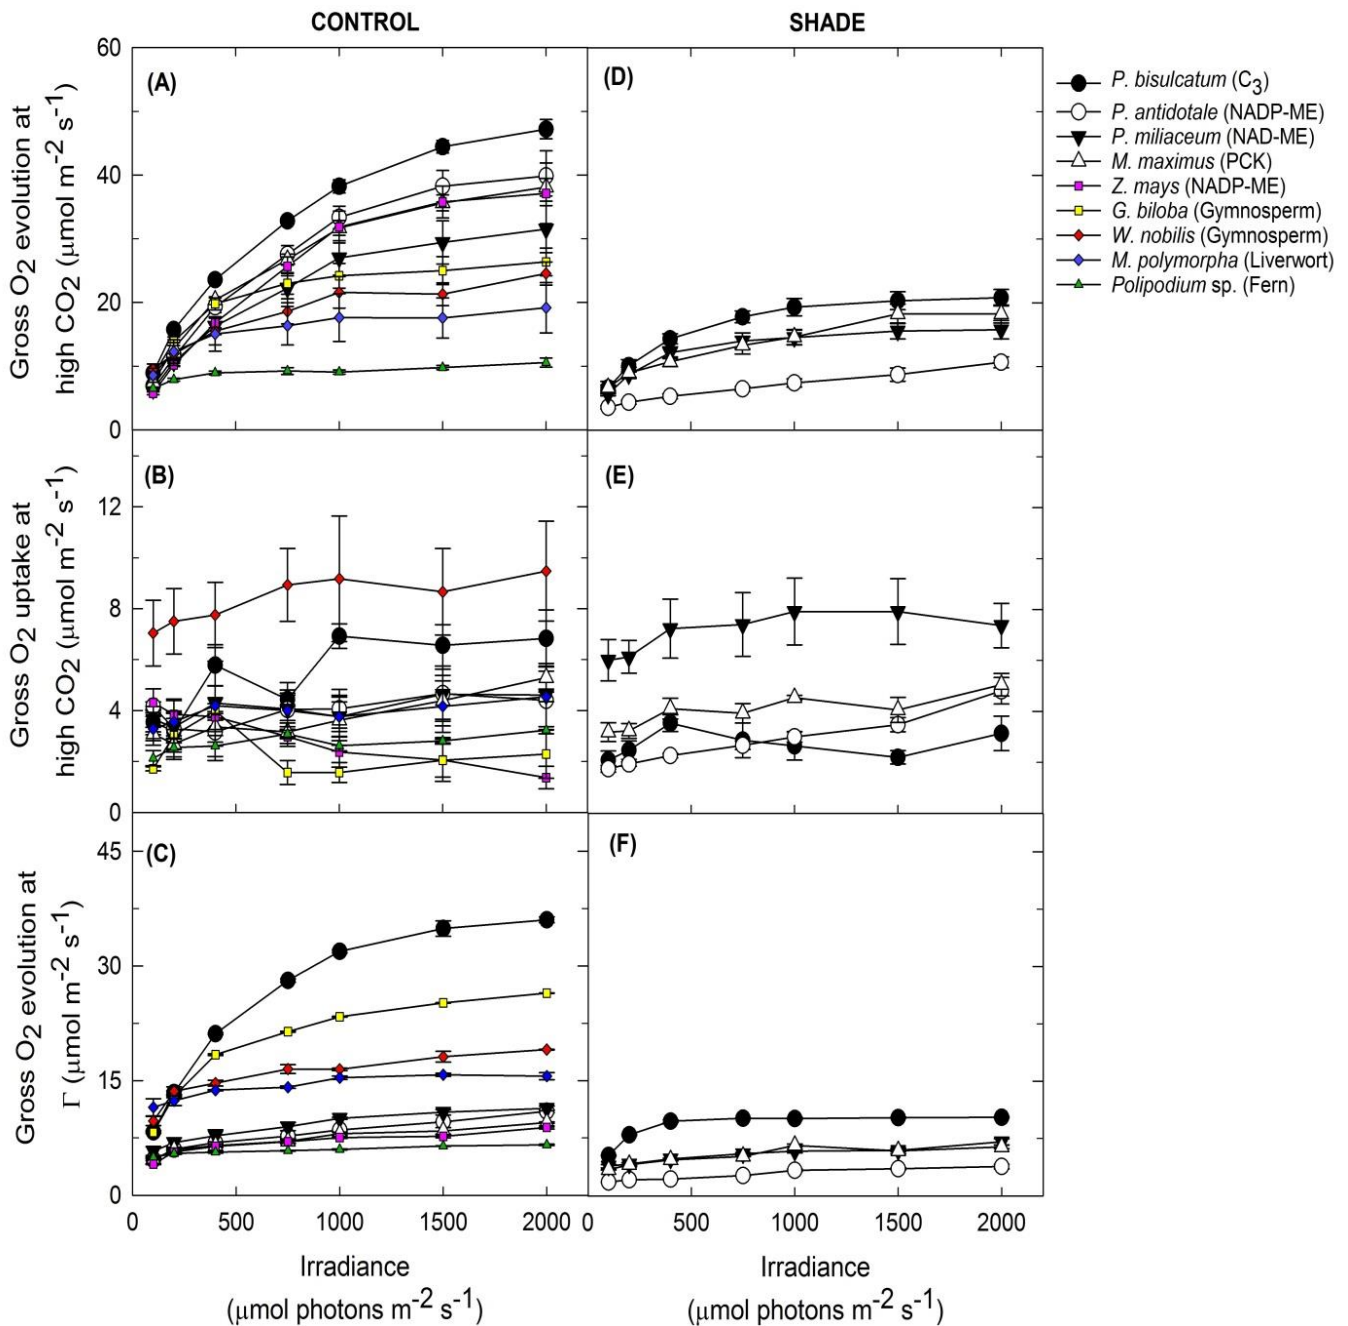 CONTROL
SHADE
Gross O2 evolution at
high CO2 (μmol m-2 s-1)
60
40
20
0
(A)
(D)
P. bisulcatum (C3)
P. antidotale (NADP-ME)
P. miliaceum (NAD-ME)
M. maximus (PCK)
Z. mays (NADP-ME)
G. biloba (Gymnosperm)
W. nobilis (Gymnosperm)
M. polymorpha (Liverwort)
Polipodium sp. (Fern)
Gross O2 uptake at
high CO2 (μmol m-2 s-1)
12
8
4
0
(B)
(E)
Gross O2 evolution at
Γ (μmol m-2 s-1)
45
30
15
0
(C)
(F)
0 500 1000 1500 2000
0 500 1000 1500 2000
Irradiance
(μmol photons m-2 s-1)
Irradiance
(μmol photons m-2 s-1)